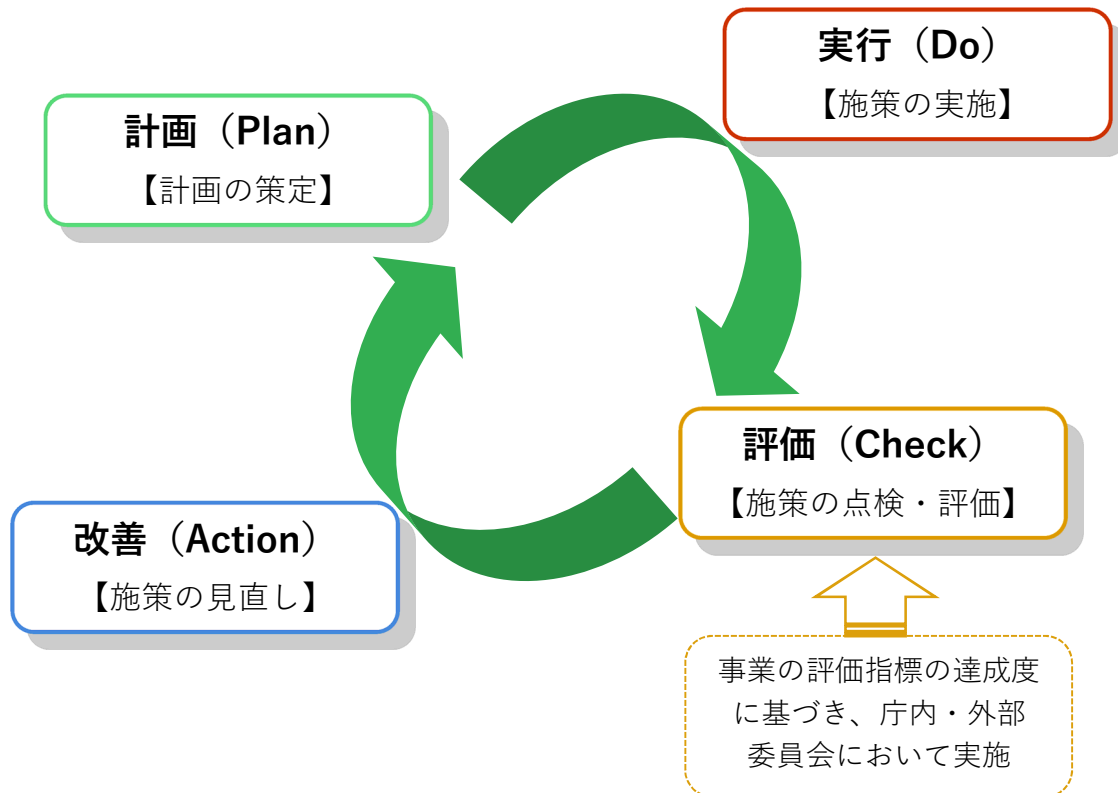 計画（Plan）
【計画の策定】
実行（Do）
【施策の実施】
評価（Check）
【施策の点検・評価】
事業の評価指標の達成度
に基づき、庁内・外部
委員会において実施
改善（Action）
【施策の見直し】